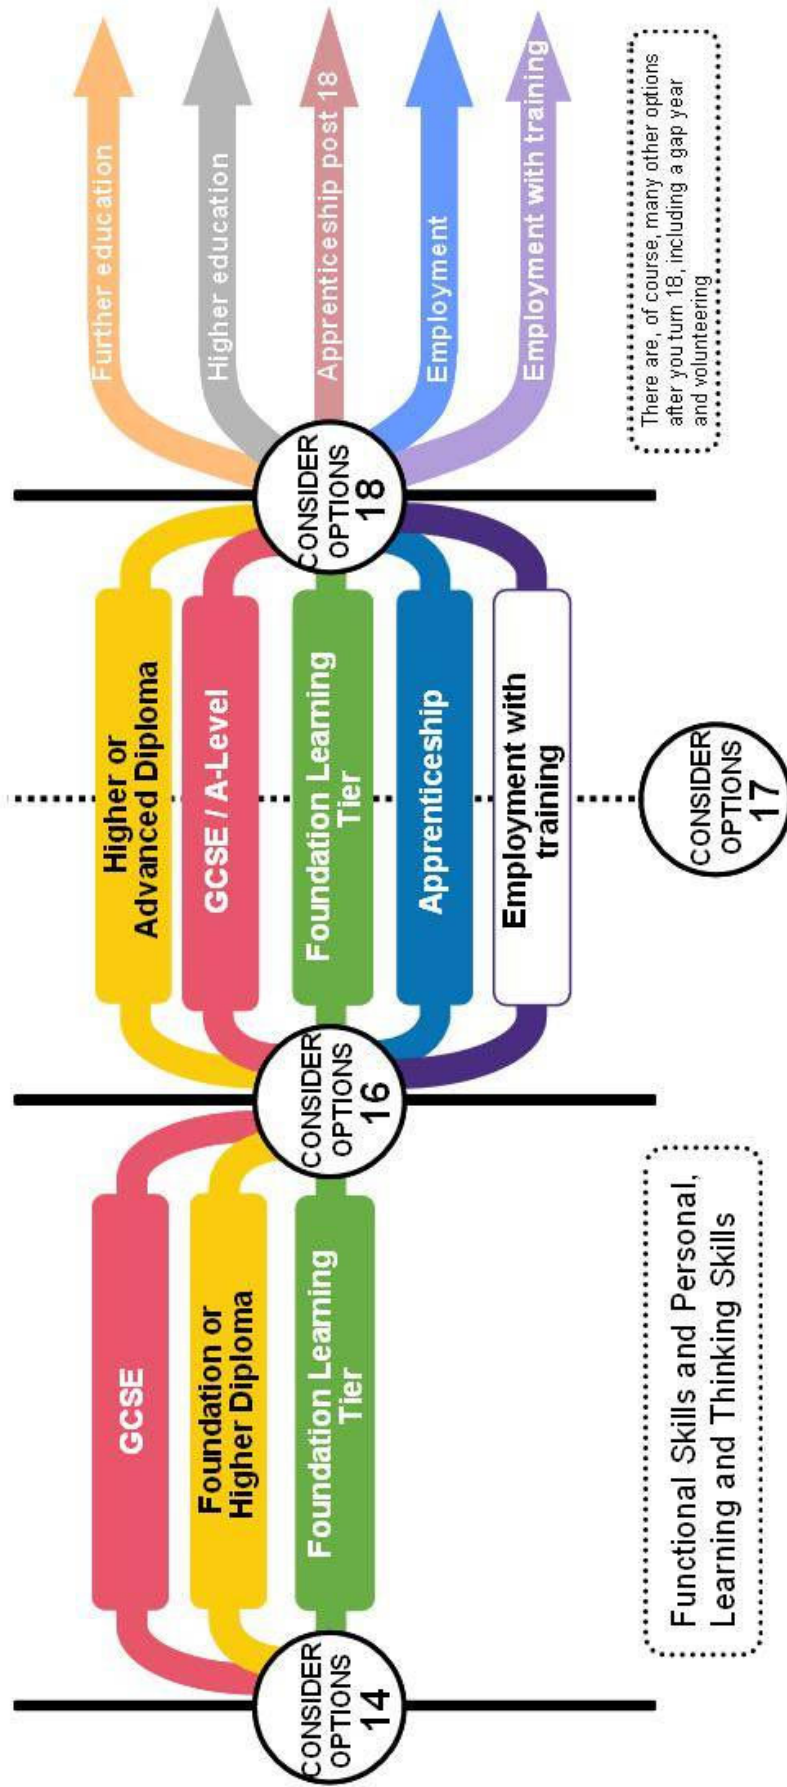 CONSIDER
OPTIONS
14
GCSE
Foundation or
Higher Diploma
Foundation Learning
Tier
Functional Skills and Personal,
Learning and Thinking Skills
CONSIDER
OPTIONS
16
Higher or
Advanced Diploma
GCSE / A-Level
Foundation Learning
Tier
Apprenticeship
Employment with
training
CONSIDER
OPTIONS
17
CONSIDER
OPTIONS
18
Further education
Higher education
Apprenticeship post 18
Employment
Employment with training
There are, of course, many other options
after you turn 18, including a gap year
and volunteering